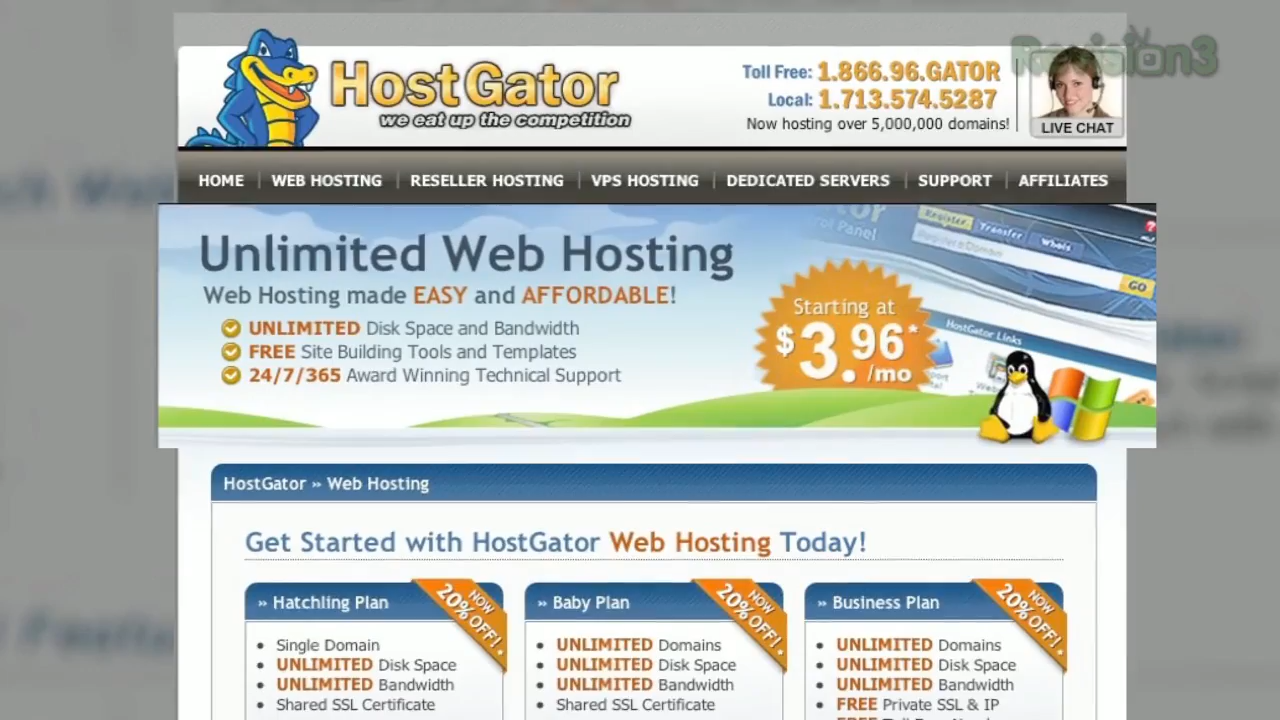 Revision3
HostGator
we eat up the competition
Toll Free: 1.866.96.GATOR
Local: 1.713.574.5287
Now hosting over 5,000,000 domains!
LIVE CHAT
HOME
WEB HOSTING
RESELLER HOSTING
VPS HOSTING
DEDICATED SERVERS
SUPPORT
AFFILIATES
Unlimited Web Hosting
Web Hosting made EASY and AFFORDABLE!
UNLIMITED Disk Space and Bandwidth
FREE Site Building Tools and Templates
24/7/365 Award Winning Technical Support
Starting at
$3.96*
/mo
Register
Transfer
Whois
GO
HostGator Links
HostGator » Web Hosting
Get Started with HostGator Web Hosting Today!
» Hatchling Plan
NOW
20% OFF!
Single Domain
UNLIMITED Disk Space
UNLIMITED Bandwidth
Shared SSL Certificate
» Baby Plan
NOW
20% OFF!
UNLIMITED Domains
UNLIMITED Disk Space
UNLIMITED Bandwidth
Shared SSL Certificate
» Business Plan
NOW
20% OFF!
UNLIMITED Domains
UNLIMITED Disk Space
UNLIMITED Bandwidth
FREE Private SSL & IP